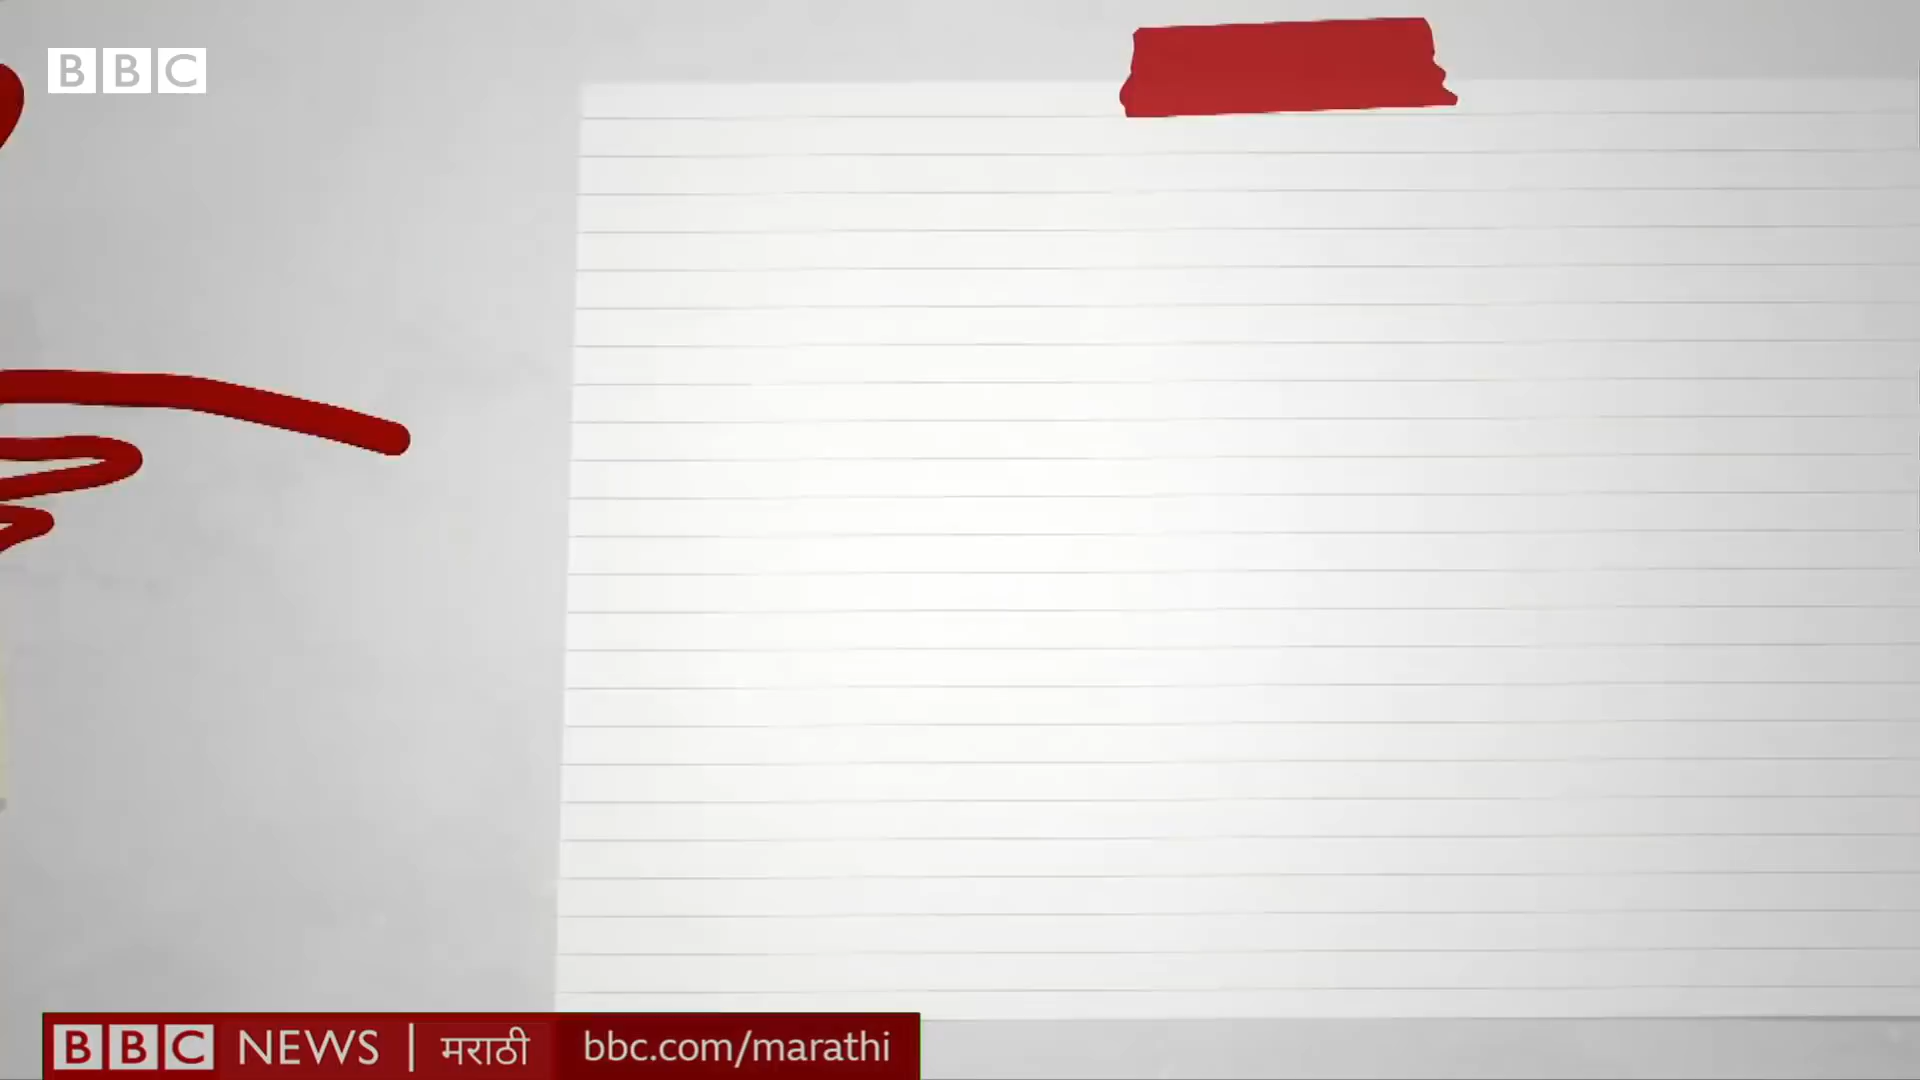 BBC
BBC NEWS | मराठी bbc.com/marathi